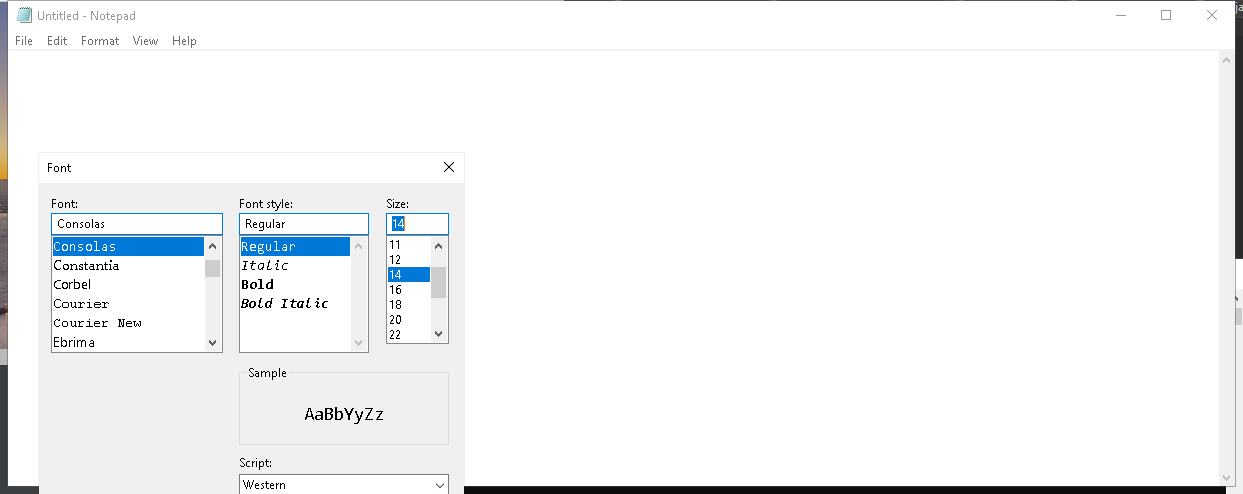 Untitled - Notepad
File Edit Format View Help
Font
Font: Font style: Size:
Consolas Regular 14
Consolas Regular 11
Constantia Italic 12
Corbel Bold 14
Courier Bold Italic 16
Courier New 18
Ebrima 20
22
Sample
AaBbYyZz
Script:
Western